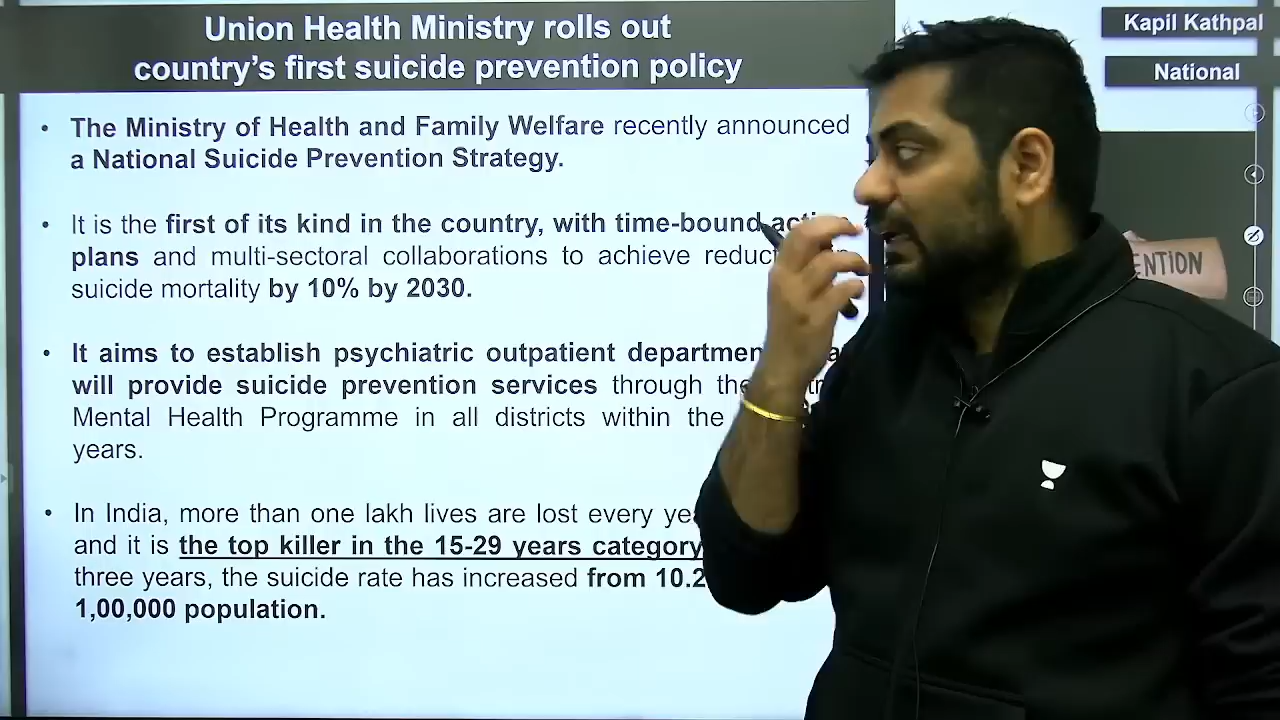 Union Health Ministry rolls out
country's first suicide prevention policy
Kapil Kathpal
National
• The Ministry of Health and Family Welfare recently announced
a National Suicide Prevention Strategy.
• It is the first of its kind in the country, with time-bound
plans and multi-sectoral collaborations to achieve
suicide mortality by 10% by 2030.
• It aims to establish psychiatric outpatient
will provide suicide prevention services through
Mental Health Programme in all districts within the
years.
• In India, more than one lakh lives are lost every
and it is the top killer in the 15-29 years category
three years, the suicide rate has increased from
1,00,000 population.